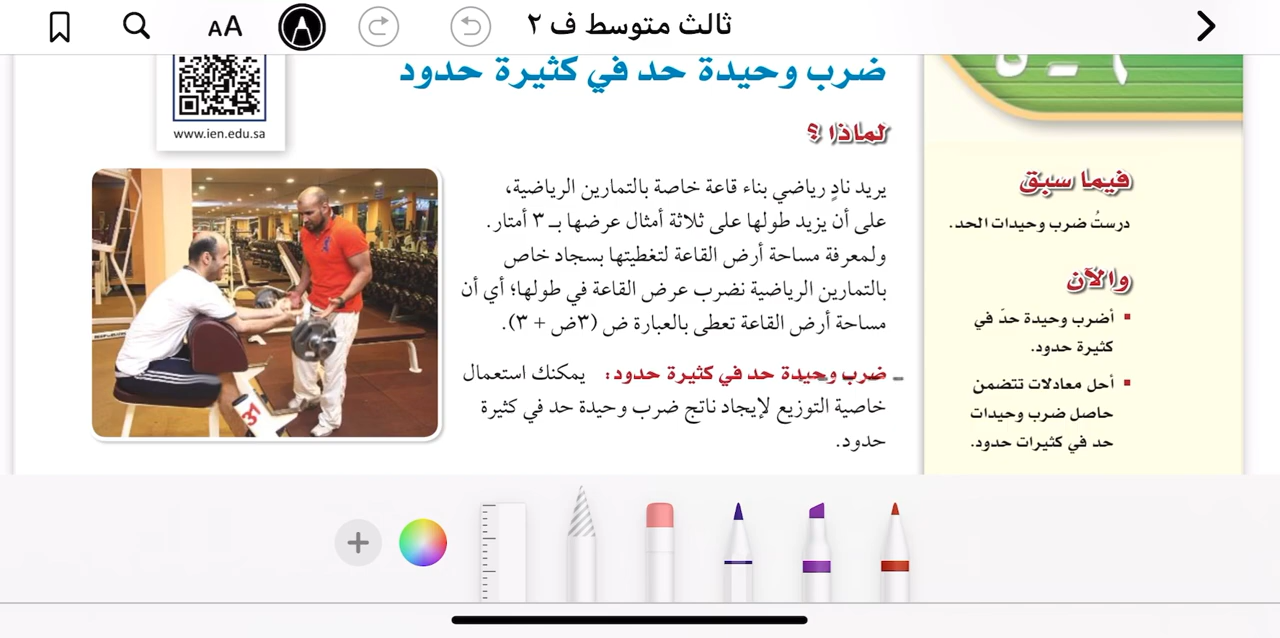 ثالث متوسط ف ٢
AA
ضرب وحيدة حد في كثيرة حدود
www.ien.edu.sa
لماذا ؟
يريد نادٍ رياضي بناء قاعة خاصة بالتمارين الرياضية،
على أن يزيد طولها على ثلاثة أمثال عرضها بـ ٣ أمتار.
ولمعرفة مساحة أرض القاعة لتغطيتها بسجاد خاص
بالتمارين الرياضية نضرب عرض القاعة في طولها؛ أي أن
مساحة أرض القاعة تعطى بالعبارة ض (٣ض + ٣).
ضرب وحيدة حد في كثيرة حدود: يمكنك استعمال
خاصية التوزيع لإيجاد ناتج ضرب وحيدة حد في كثيرة
حدود.
فيما سبق
درستُ ضرب وحيدات الحد.
والآن
▪ أضرب وحيدة حدّ في
كثيرة حدود.
▪ أحل معادلات تتضمن
حاصل ضرب وحيدات
حد في كثيرات حدود.
31